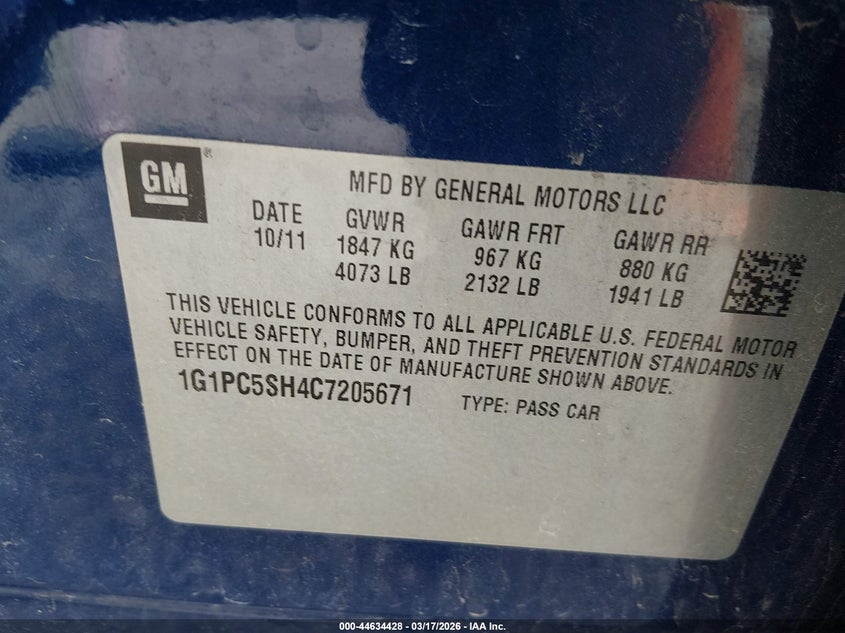 GM
MFD BY GENERAL MOTORS LLC
DATE GVWR GAWR FRT GAWR RR
10/11 1847 KG 967 KG 880 KG
4073 LB 2132 LB 1941 LB
THIS VEHICLE CONFORMS TO ALL APPLICABLE U.S. FEDERAL MOTOR
VEHICLE SAFETY, BUMPER, AND THEFT PREVENTION STANDARDS IN
EFFECT ON THE DATE OF MANUFACTURE SHOWN ABOVE.
1G1PC5SH4C7205671 TYPE: PASS CAR
000-44634428 - 03/17/2026 - IAA Inc.